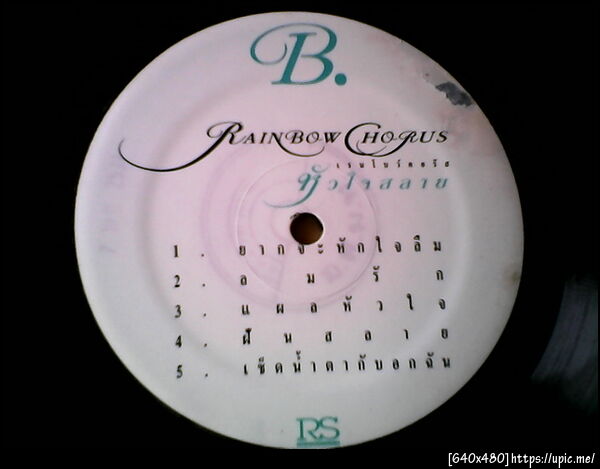 B.
RAINBOW CHORUS
เรนโบว์คอรัส
หัวใจสลาย
1. ยากจะหักใจลืม
2. ลมรัก
3. แผลหัวใจ
4. ฝันสลาย
5. เช็ดน้ำตากับอกฉัน
RS
[640x480]https://upic.me/